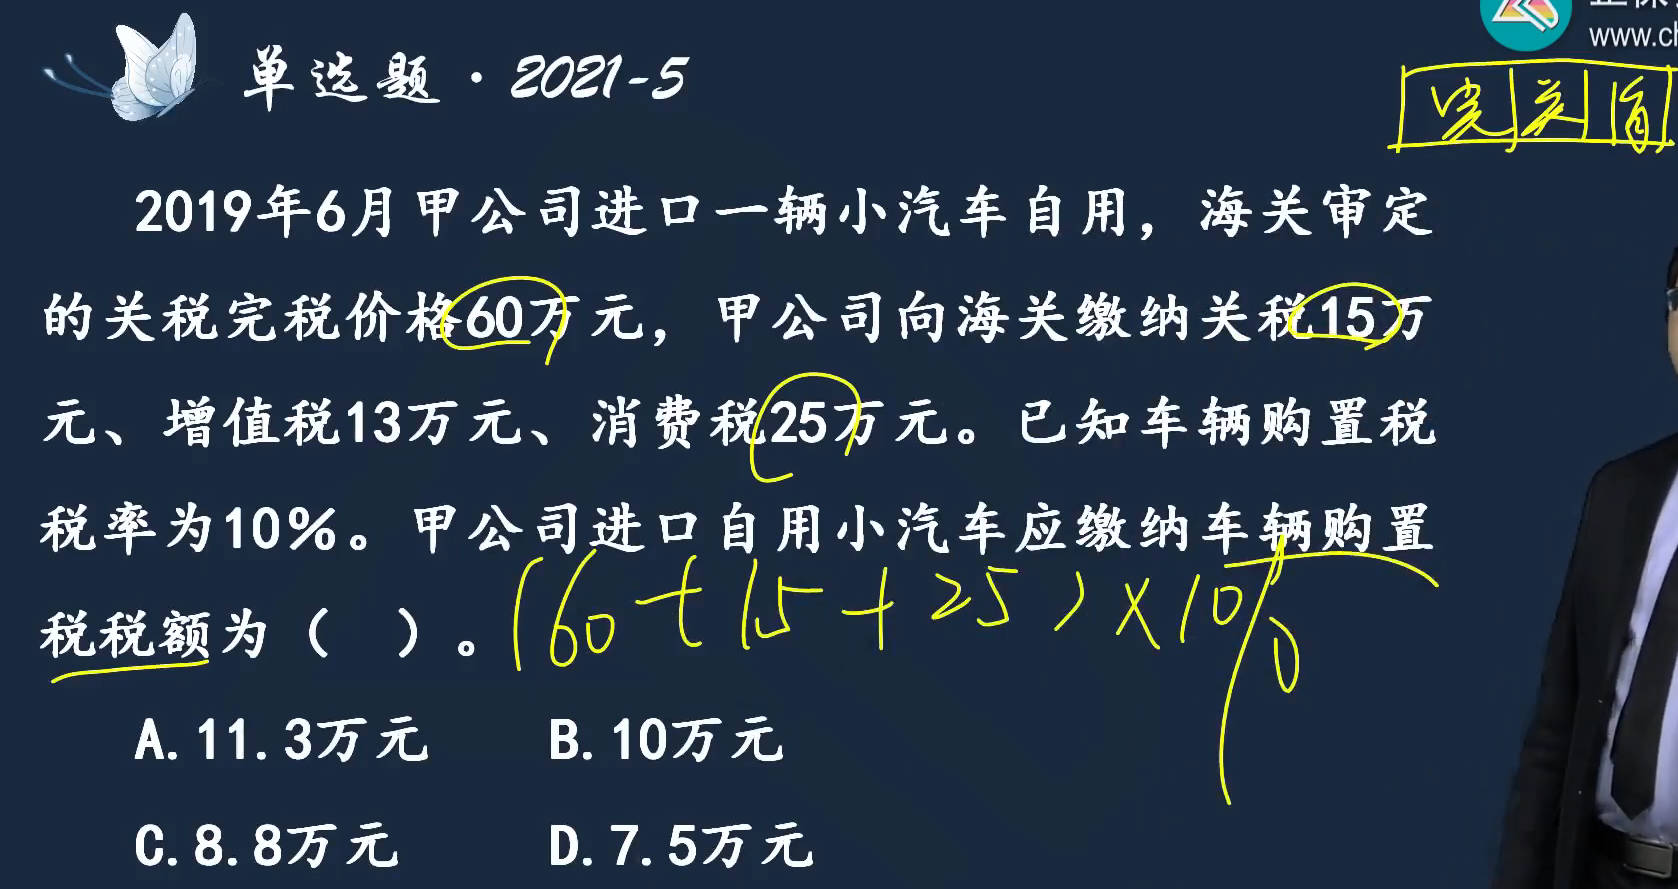 www.ch
单选题·2021-5
完 关 消
2019年6月甲公司进口一辆小汽车自用，海关审定
的关税完税价格60万元，甲公司向海关缴纳关税15万
元、增值税13万元、消费税25万元。已知车辆购置税
税率为10%。甲公司进口自用小汽车应缴纳车辆购置
税税额为（ ）。
(60+15+25)×10%
A.11.3万元 B.10万元
C.8.8万元 D.7.5万元